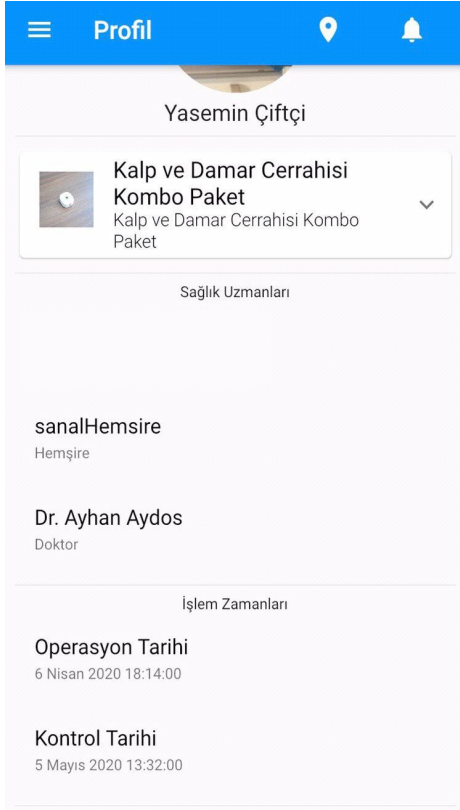 Profil
Yasemin Çiftçi
Kalp ve Damar Cerrahisi
Kombo Paket
Kalp ve Damar Cerrahisi Kombo
Paket
Sağlık Uzmanları
sanalHemsire
Hemşire
Dr. Ayhan Aydos
Doktor
İşlem Zamanları
Operasyon Tarihi
6 Nisan 2020 18:14:00
Kontrol Tarihi
5 Mayıs 2020 13:32:00